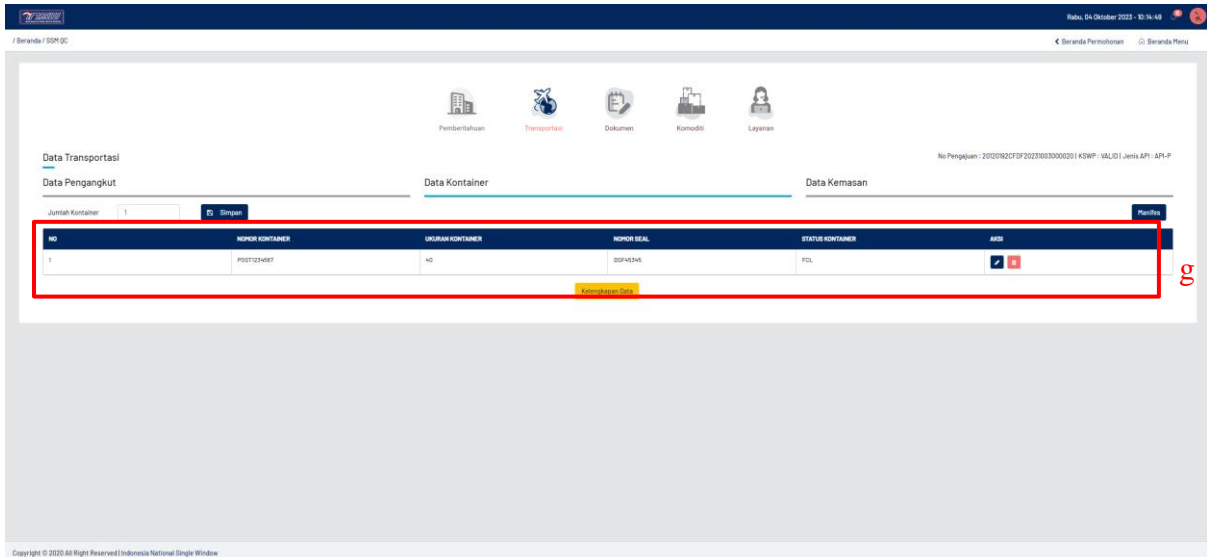 Rabu, 04 Oktober 2023 - 10:14:49
/ Beranda / SSM QC
Beranda Permohonan
Beranda Menu
Pemberitahuan
Transportasi
Dokumen
Komoditi
Layanan
Data Transportasi
No Pengajuan : 20120192CFDF20231003000020 | KSWP : VALID | Jenis API : API-P
Data Pengangkut
Data Kontainer
Data Kemasan
Jumlah Kontainer
1
Simpan
Manifes
NO NOMOR KONTAINER UKURAN KONTAINER NOMOR SEAL STATUS KONTAINER AKSI
1 PSST1234567 40 DDF45345 FCL
g
Kelengkapan Data
Copyright © 2020 All Right Reserved | Indonesia National Single Window